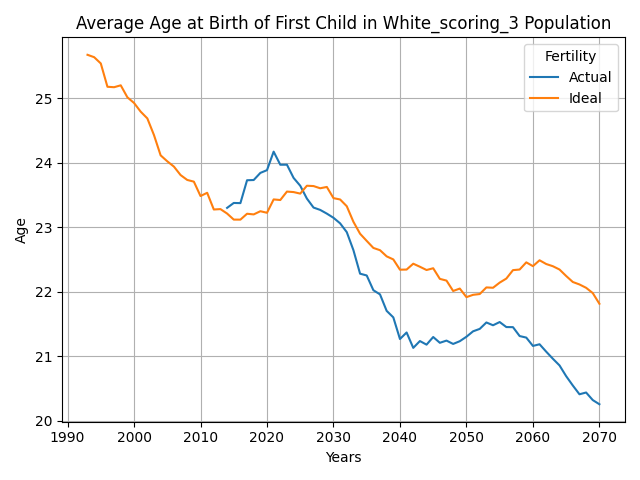 Average Age at Birth of First Child in White_scoring_3 Population
Fertility
Actual
Ideal
Age
25
24
23
22
21
20
1990
2000
2010
2020
2030
2040
2050
2060
2070
Years